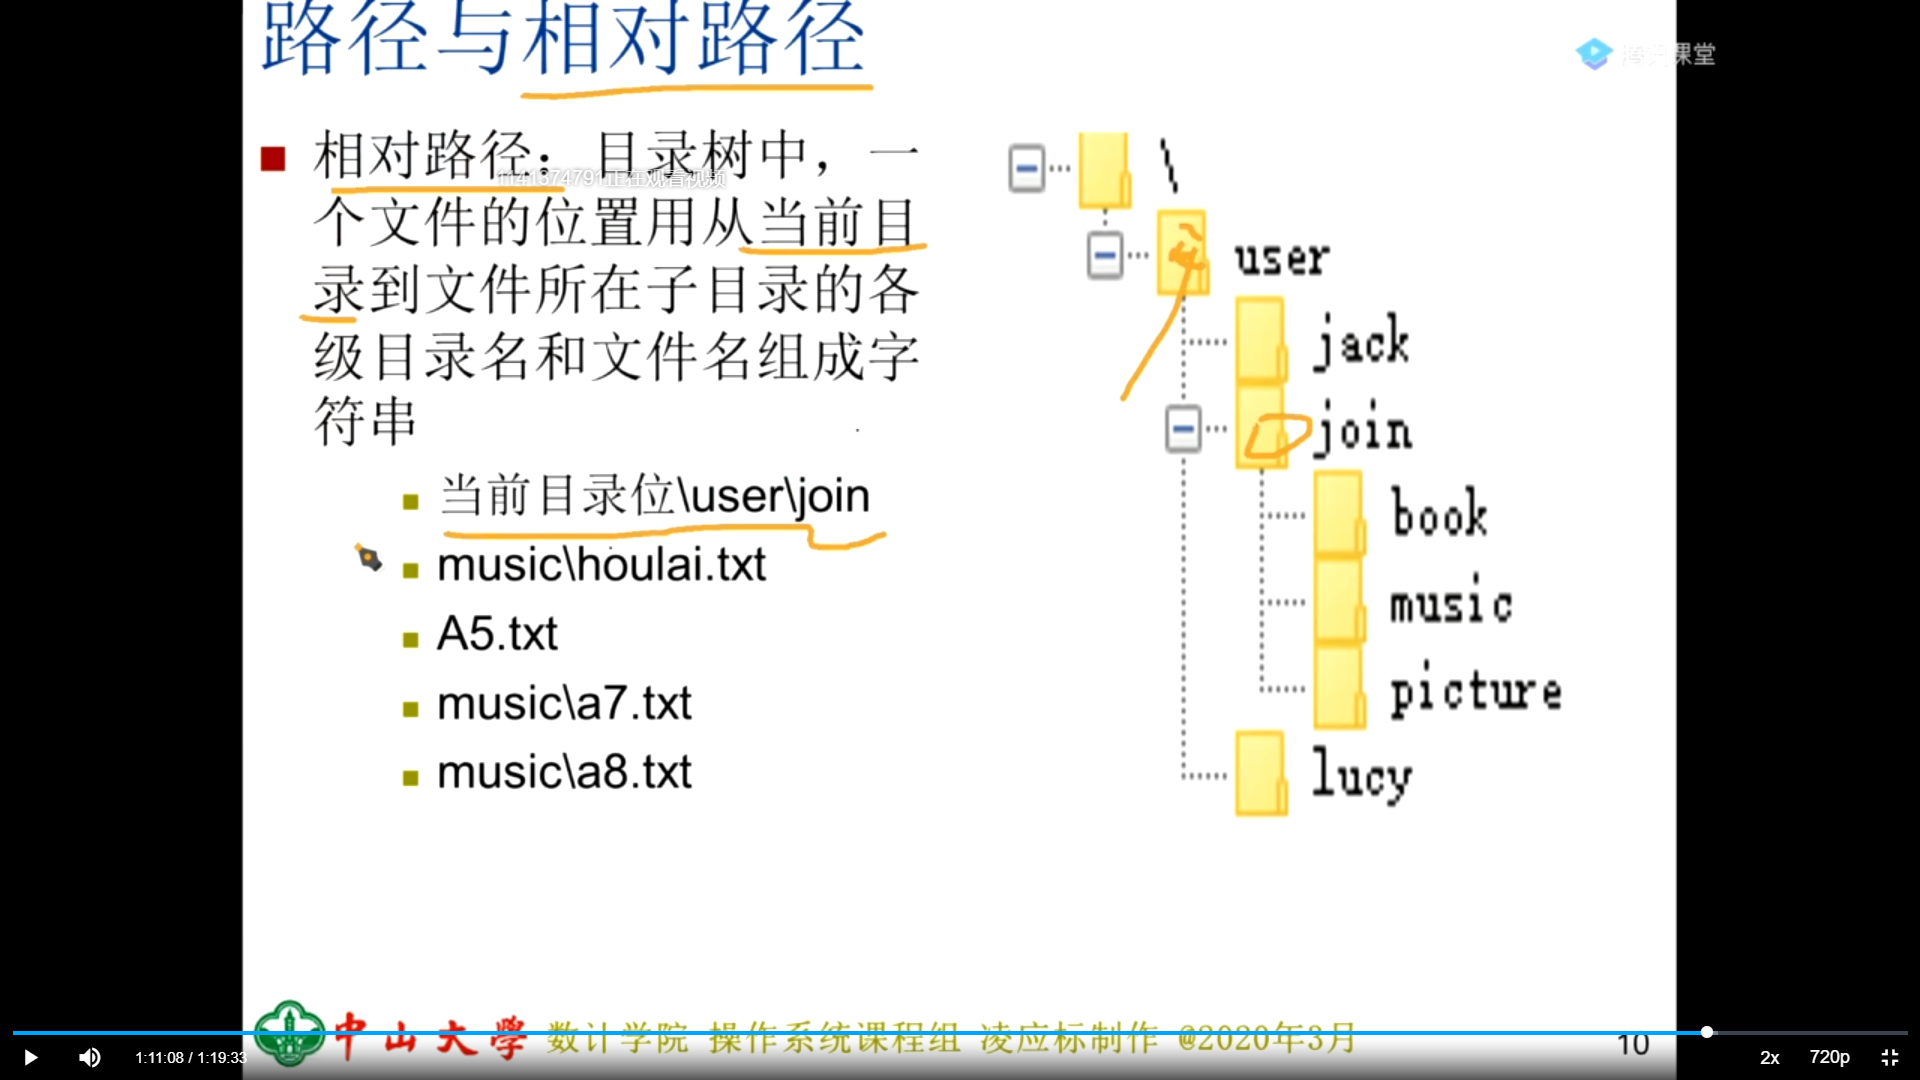 路径与相对路径
腾讯课堂
相对路径：目录树中，一
1141374791正在观看视频
个文件的位置用从当前目
录到文件所在子目录的各
级目录名和文件名组成字
符串
当前目录位\user\join
music\houlai.txt
A5.txt
music\a7.txt
music\a8.txt
\
user
jack
join
book
music
picture
lucy
中山大學 数计学院 操作系统课程组 凌应标制作 @2020年3月
10
1:11:08 / 1:19:33
2x
720p